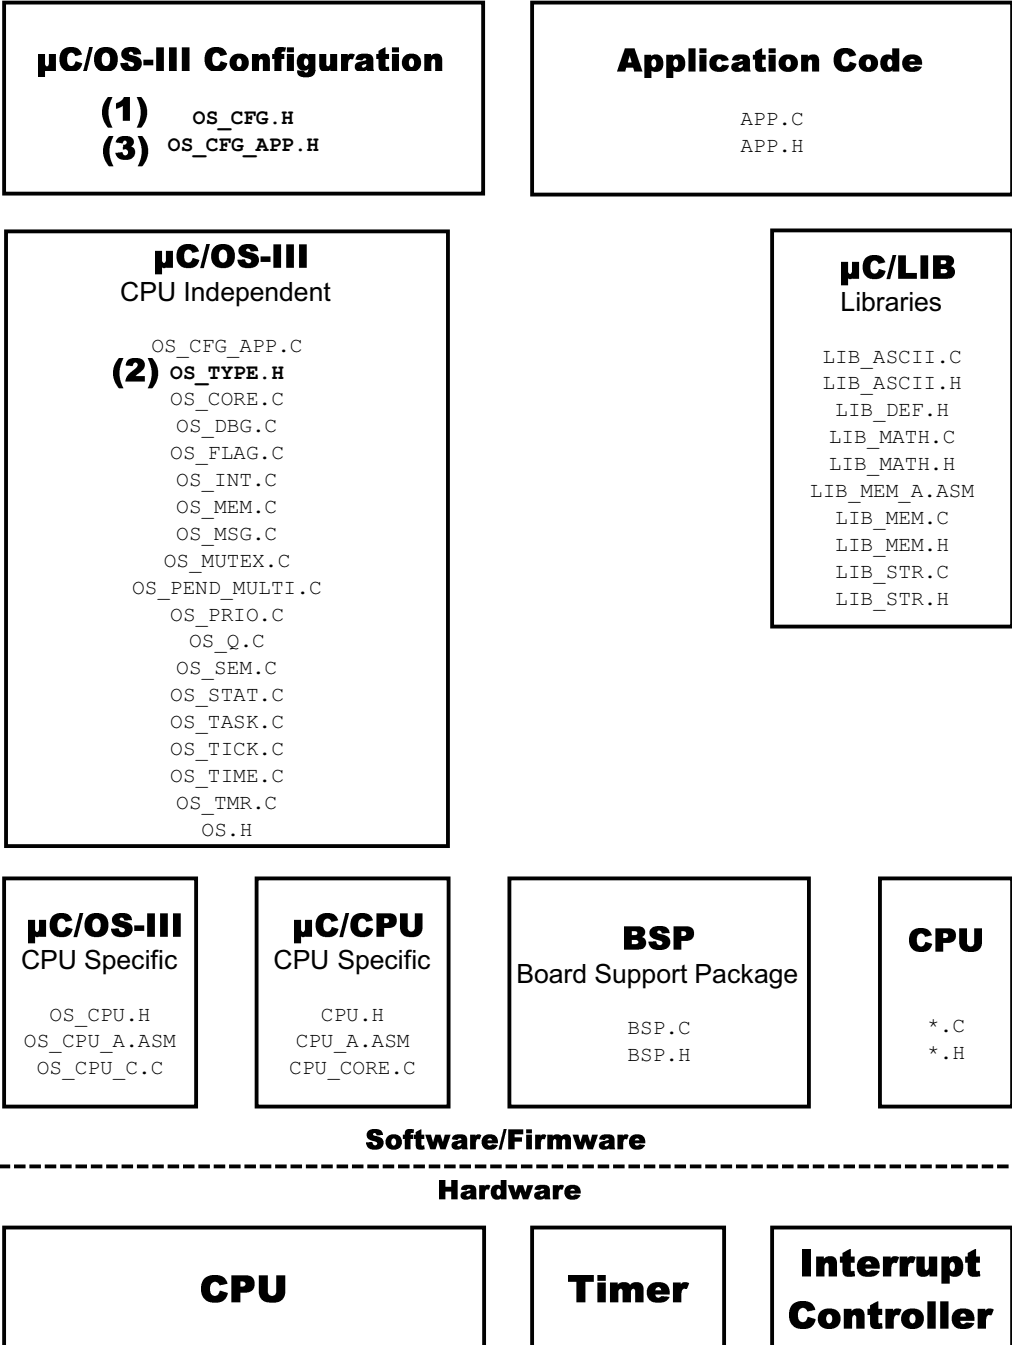 µC/OS-III Configuration
(1) OS_CFG.H
(3) OS_CFG_APP.H
Application Code
APP.C
APP.H
µC/OS-III
CPU Independent
OS_CFG_APP.C
(2) OS_TYPE.H
OS_CORE.C
OS_DBG.C
OS_FLAG.C
OS_INT.C
OS_MEM.C
OS_MSG.C
OS_MUTEX.C
OS_PEND_MULTI.C
OS_PRIO.C
OS_Q.C
OS_SEM.C
OS_STAT.C
OS_TASK.C
OS_TICK.C
OS_TIME.C
OS_TMR.C
OS.H
µC/LIB
Libraries
LIB_ASCII.C
LIB_ASCII.H
LIB_DEF.H
LIB_MATH.C
LIB_MATH.H
LIB_MEM_A.ASM
LIB_MEM.C
LIB_MEM.H
LIB_STR.C
LIB_STR.H
µC/OS-III
CPU Specific
OS_CPU.H
OS_CPU_A.ASM
OS_CPU_C.C
µC/CPU
CPU Specific
CPU.H
CPU_A.ASM
CPU_CORE.C
BSP
Board Support Package
BSP.C
BSP.H
CPU
*.C
*.H
Software/Firmware
Hardware
CPU
Timer
Interrupt
Controller